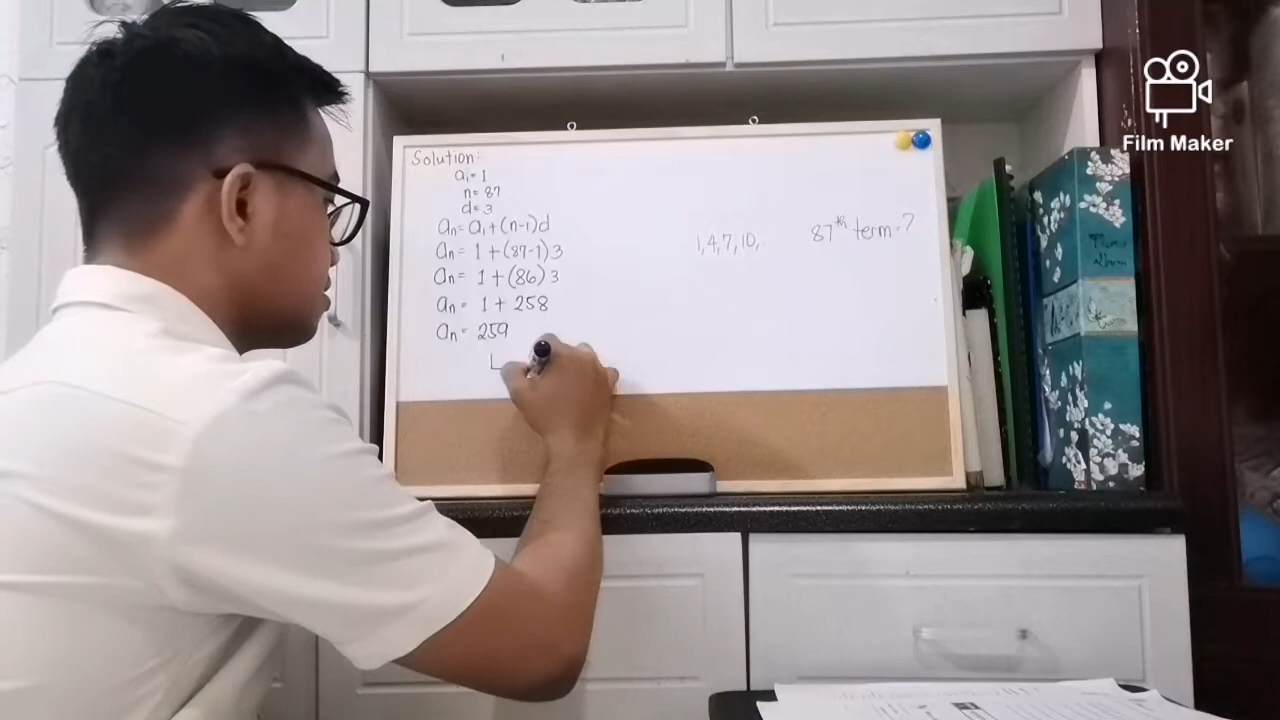 Solution:
a₁= 1
n= 87
d= 3
aₙ= a₁+(n-1)d
aₙ= 1+(87-1)3
aₙ= 1+(86)3
aₙ= 1+ 258
aₙ= 259
1,4,7,10,
87th term=?
Film Maker
album